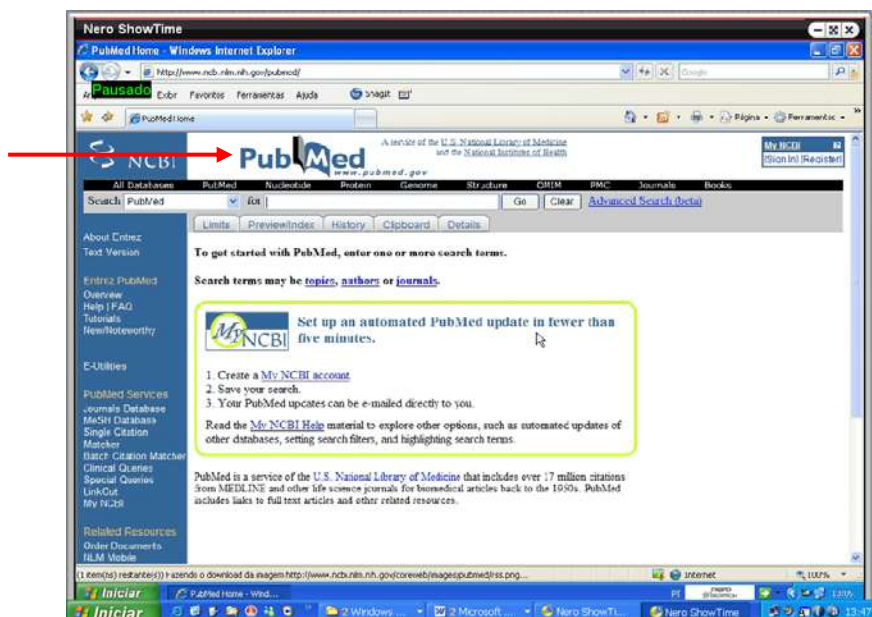 Nero ShowTime
PubMed Home - Windows Internet Explorer
Pausado Exibir Favoritos Ferramentas Ajuda SnagIt
PubMed Home
Página Ferramentas
NCBI
PubMed
www.pubmed.gov
A service of the U.S. National Library of Medicine
and the National Institutes of Health
My NCBI
[Sign In] [Register]
All Databases PubMed Nucleotide Protein Genome Structure OMIM PMC Journals Books
Search PubMed for Go Clear Advanced Search (beta)
Limits Preview/Index History Clipboard Details
About Entrez
Text Version
To get started with PubMed, enter one or more search terms.
Search terms may be topics, authors or journals.
Entrez PubMed
Overview
Help | FAQ
Tutorials
New/Noteworthy
E-Utilities
My NCBI
Set up an automated PubMed update in fewer than
five minutes.
1. Create a My NCBI account
2. Save your search.
3. Your PubMed updates can be e-mailed directly to you.
Read the My NCBI Help material to explore other options, such as automated updates of
other databases, setting search filters, and highlighting search terms.
PubMed Services
Journals Database
MeSH Database
Single Citation
Matcher
Batch Citation Matcher
Clinical Queries
Special Queries
LinkOut
My NCBI
PubMed is a service of the U.S. National Library of Medicine that includes over 17 million citations
from MEDLINE and other life science journals for biomedical articles back to the 1950s. PubMed
includes links to full text articles and other related resources.
Related Resources
Order Documents
NLM Mobile
Internet 100%
Iniciar PubMed Home - Wind... PT
Iniciar 2 Windows ... 2 Microsoft ... Nero ShowTi... Nero ShowTime 13:47